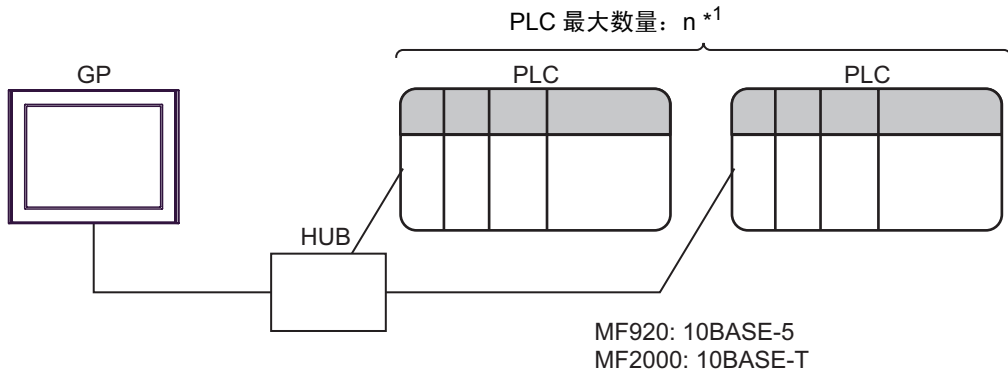 PLC 最大数量：n *1
GP
PLC
PLC
HUB
MF920: 10BASE-5
MF2000: 10BASE-T